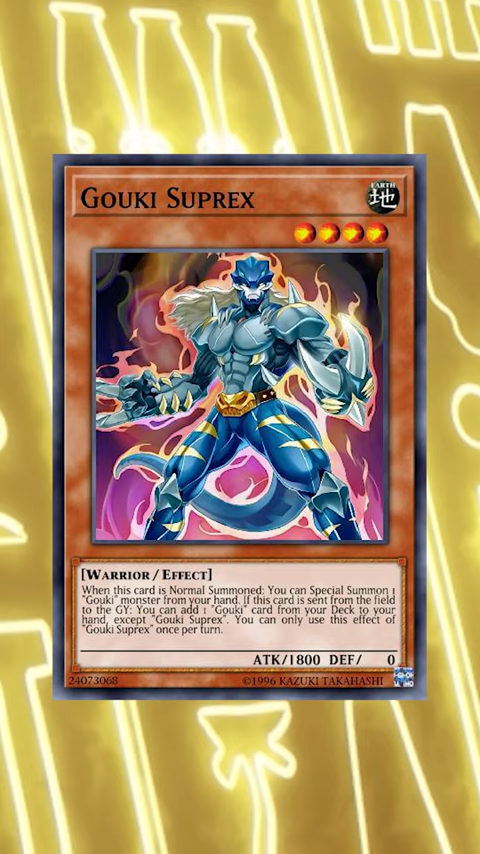 GOUKI SUPREX
EARTH
地
[WARRIOR / EFFECT]
When this card is Normal Summoned: You can Special Summon 1
"Gouki" monster from your hand. If this card is sent from the field
to the GY: You can add 1 "Gouki" card from your Deck to your
hand, except "Gouki Suprex". You can only use this effect of
"Gouki Suprex" once per turn.
ATK/1800 DEF/ 0
24073068
©1996 KAZUKI TAKAHASHI